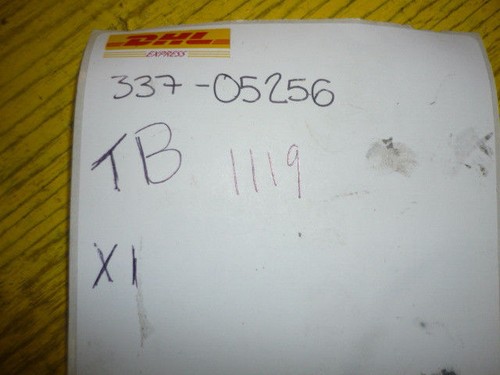 DHL
EXPRESS
337-05256
TB 1119
X1